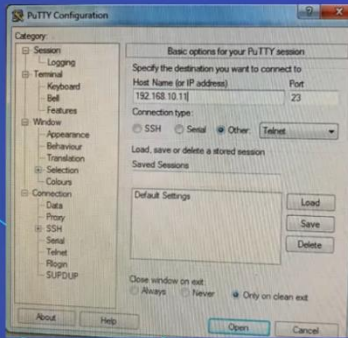 PuTTY Configuration
Category:
Session
Logging
Terminal
Keyboard
Bell
Features
Window
Appearance
Behaviour
Translation
Selection
Colours
Connection
Data
Proxy
SSH
Serial
Telnet
Rlogin
SUPDUP
Basic options for your PuTTY session
Specify the destination you want to connect to
Host Name (or IP address) Port
192.168.10.11 23
Connection type:
SSH Serial Other: Telnet
Load, save or delete a stored session
Saved Sessions
Default Settings
Load
Save
Delete
Close window on exit:
Always Never Only on clean exit
About Help Open Cancel